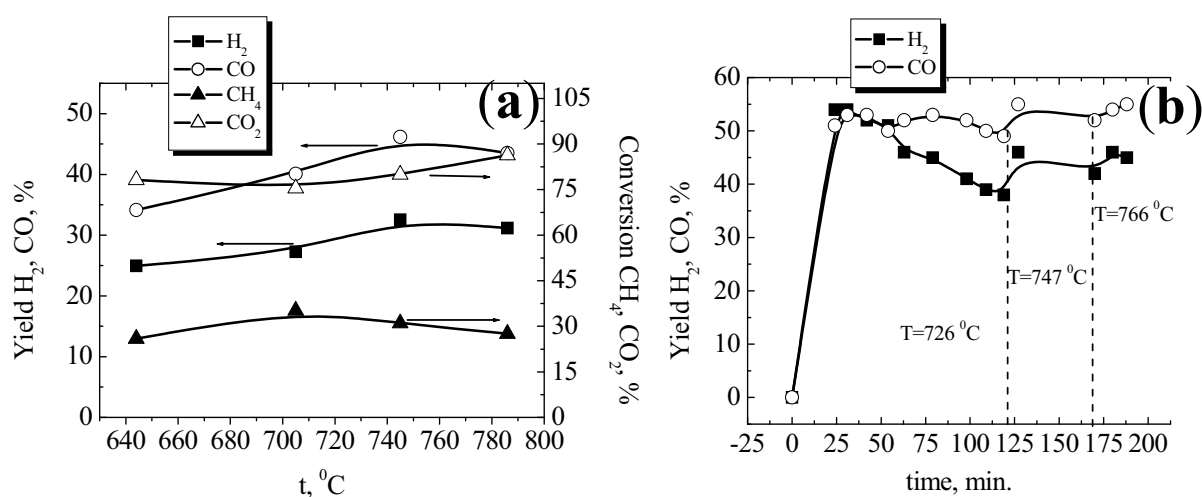 H₂
CO
CH₄
CO₂
(a)
Yield H₂, CO, %
50
40
30
20
10
0
105
90
75
60
45
30
15
0
Conversion CH₄, CO₂, %
640 660 680 700 720 740 760 780 800
t, ⁰C
H₂
CO
(b)
Yield H₂, CO, %
60
50
40
30
20
10
0
T=766 ⁰C
T=747 ⁰C
T=726 ⁰C
-25 0 25 50 75 100 125 150 175 200
time, min.